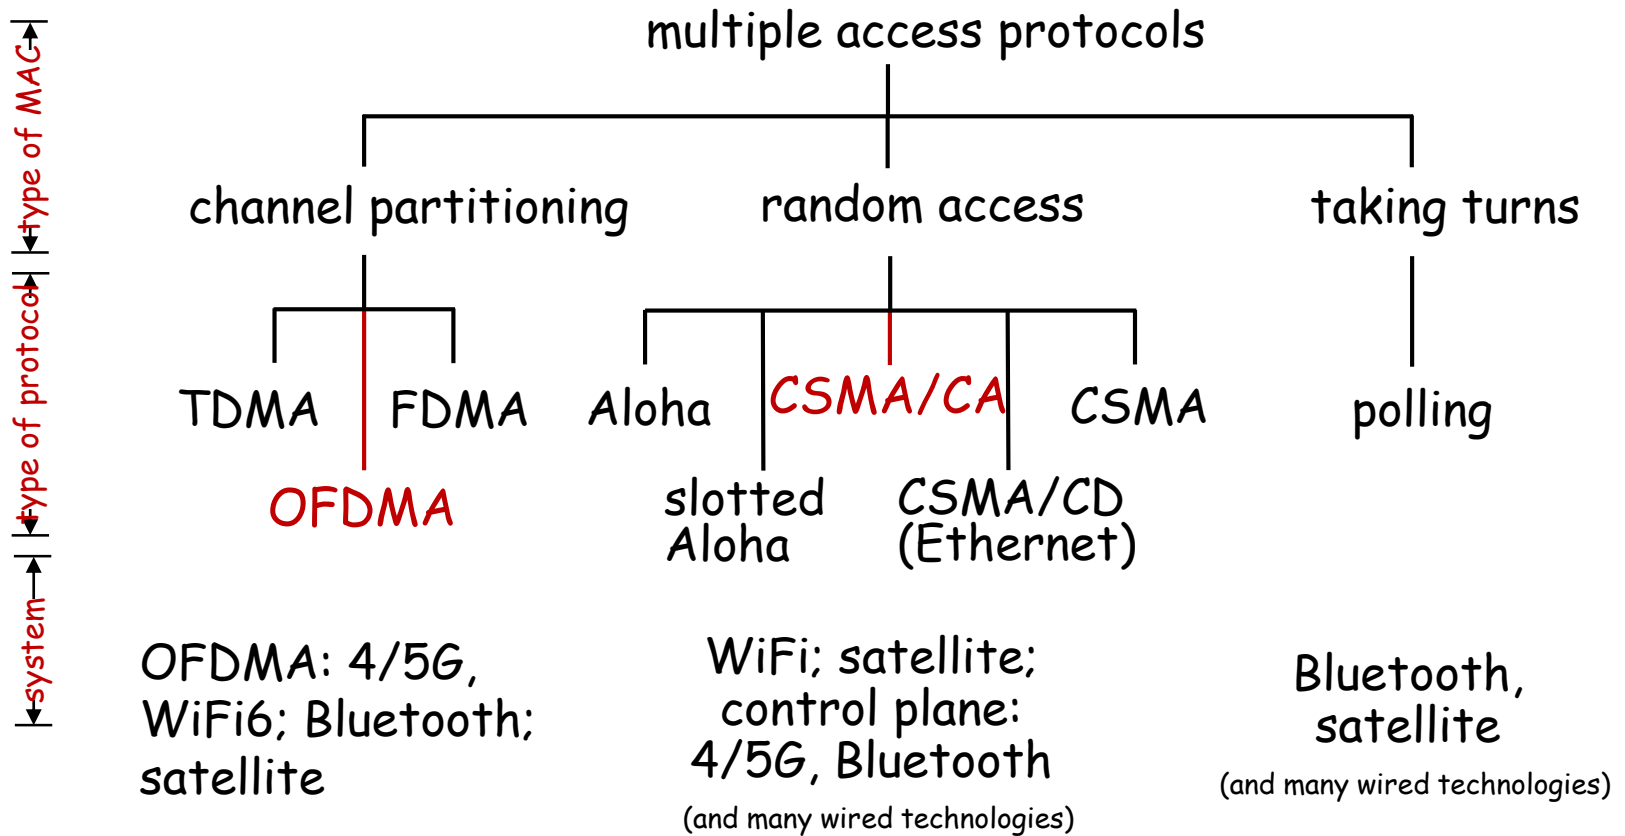 multiple access protocols
type of MAC
channel partitioning
random access
taking turns
type of protocol
TDMA
FDMA
Aloha
CSMA/CA
CSMA
polling
OFDMA
slotted
Aloha
CSMA/CD
(Ethernet)
system
OFDMA: 4/5G,
WiFi6; Bluetooth;
satellite
WiFi; satellite;
control plane:
4/5G, Bluetooth
(and many wired technologies)
Bluetooth,
satellite
(and many wired technologies)